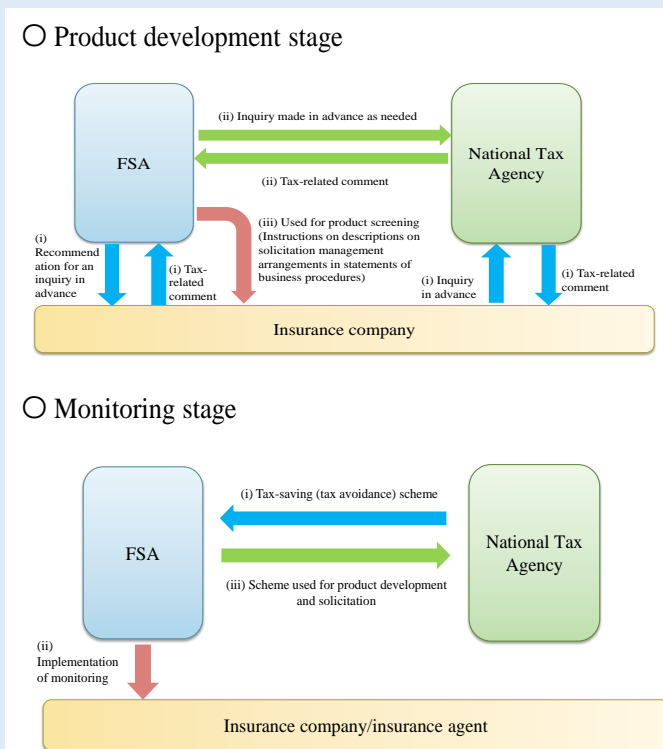 ○ Product development stage
(ii) Inquiry made in advance as needed
FSA
National Tax
Agency
(ii) Tax-related comment
(i)
Recommend
ation for an
inquiry in
advance
(i) Tax-
related
comment
(iii) Used for product screening
(Instructions on descriptions on
solicitation management
arrangements in statements of
business procedures)
(i) Inquiry
in advance
(i) Tax-related
comment
Insurance company
○ Monitoring stage
(i) Tax-saving (tax avoidance) scheme
FSA
National Tax
Agency
(iii) Scheme used for product development
and solicitation
(ii)
Implementation
of monitoring
Insurance company/insurance agent